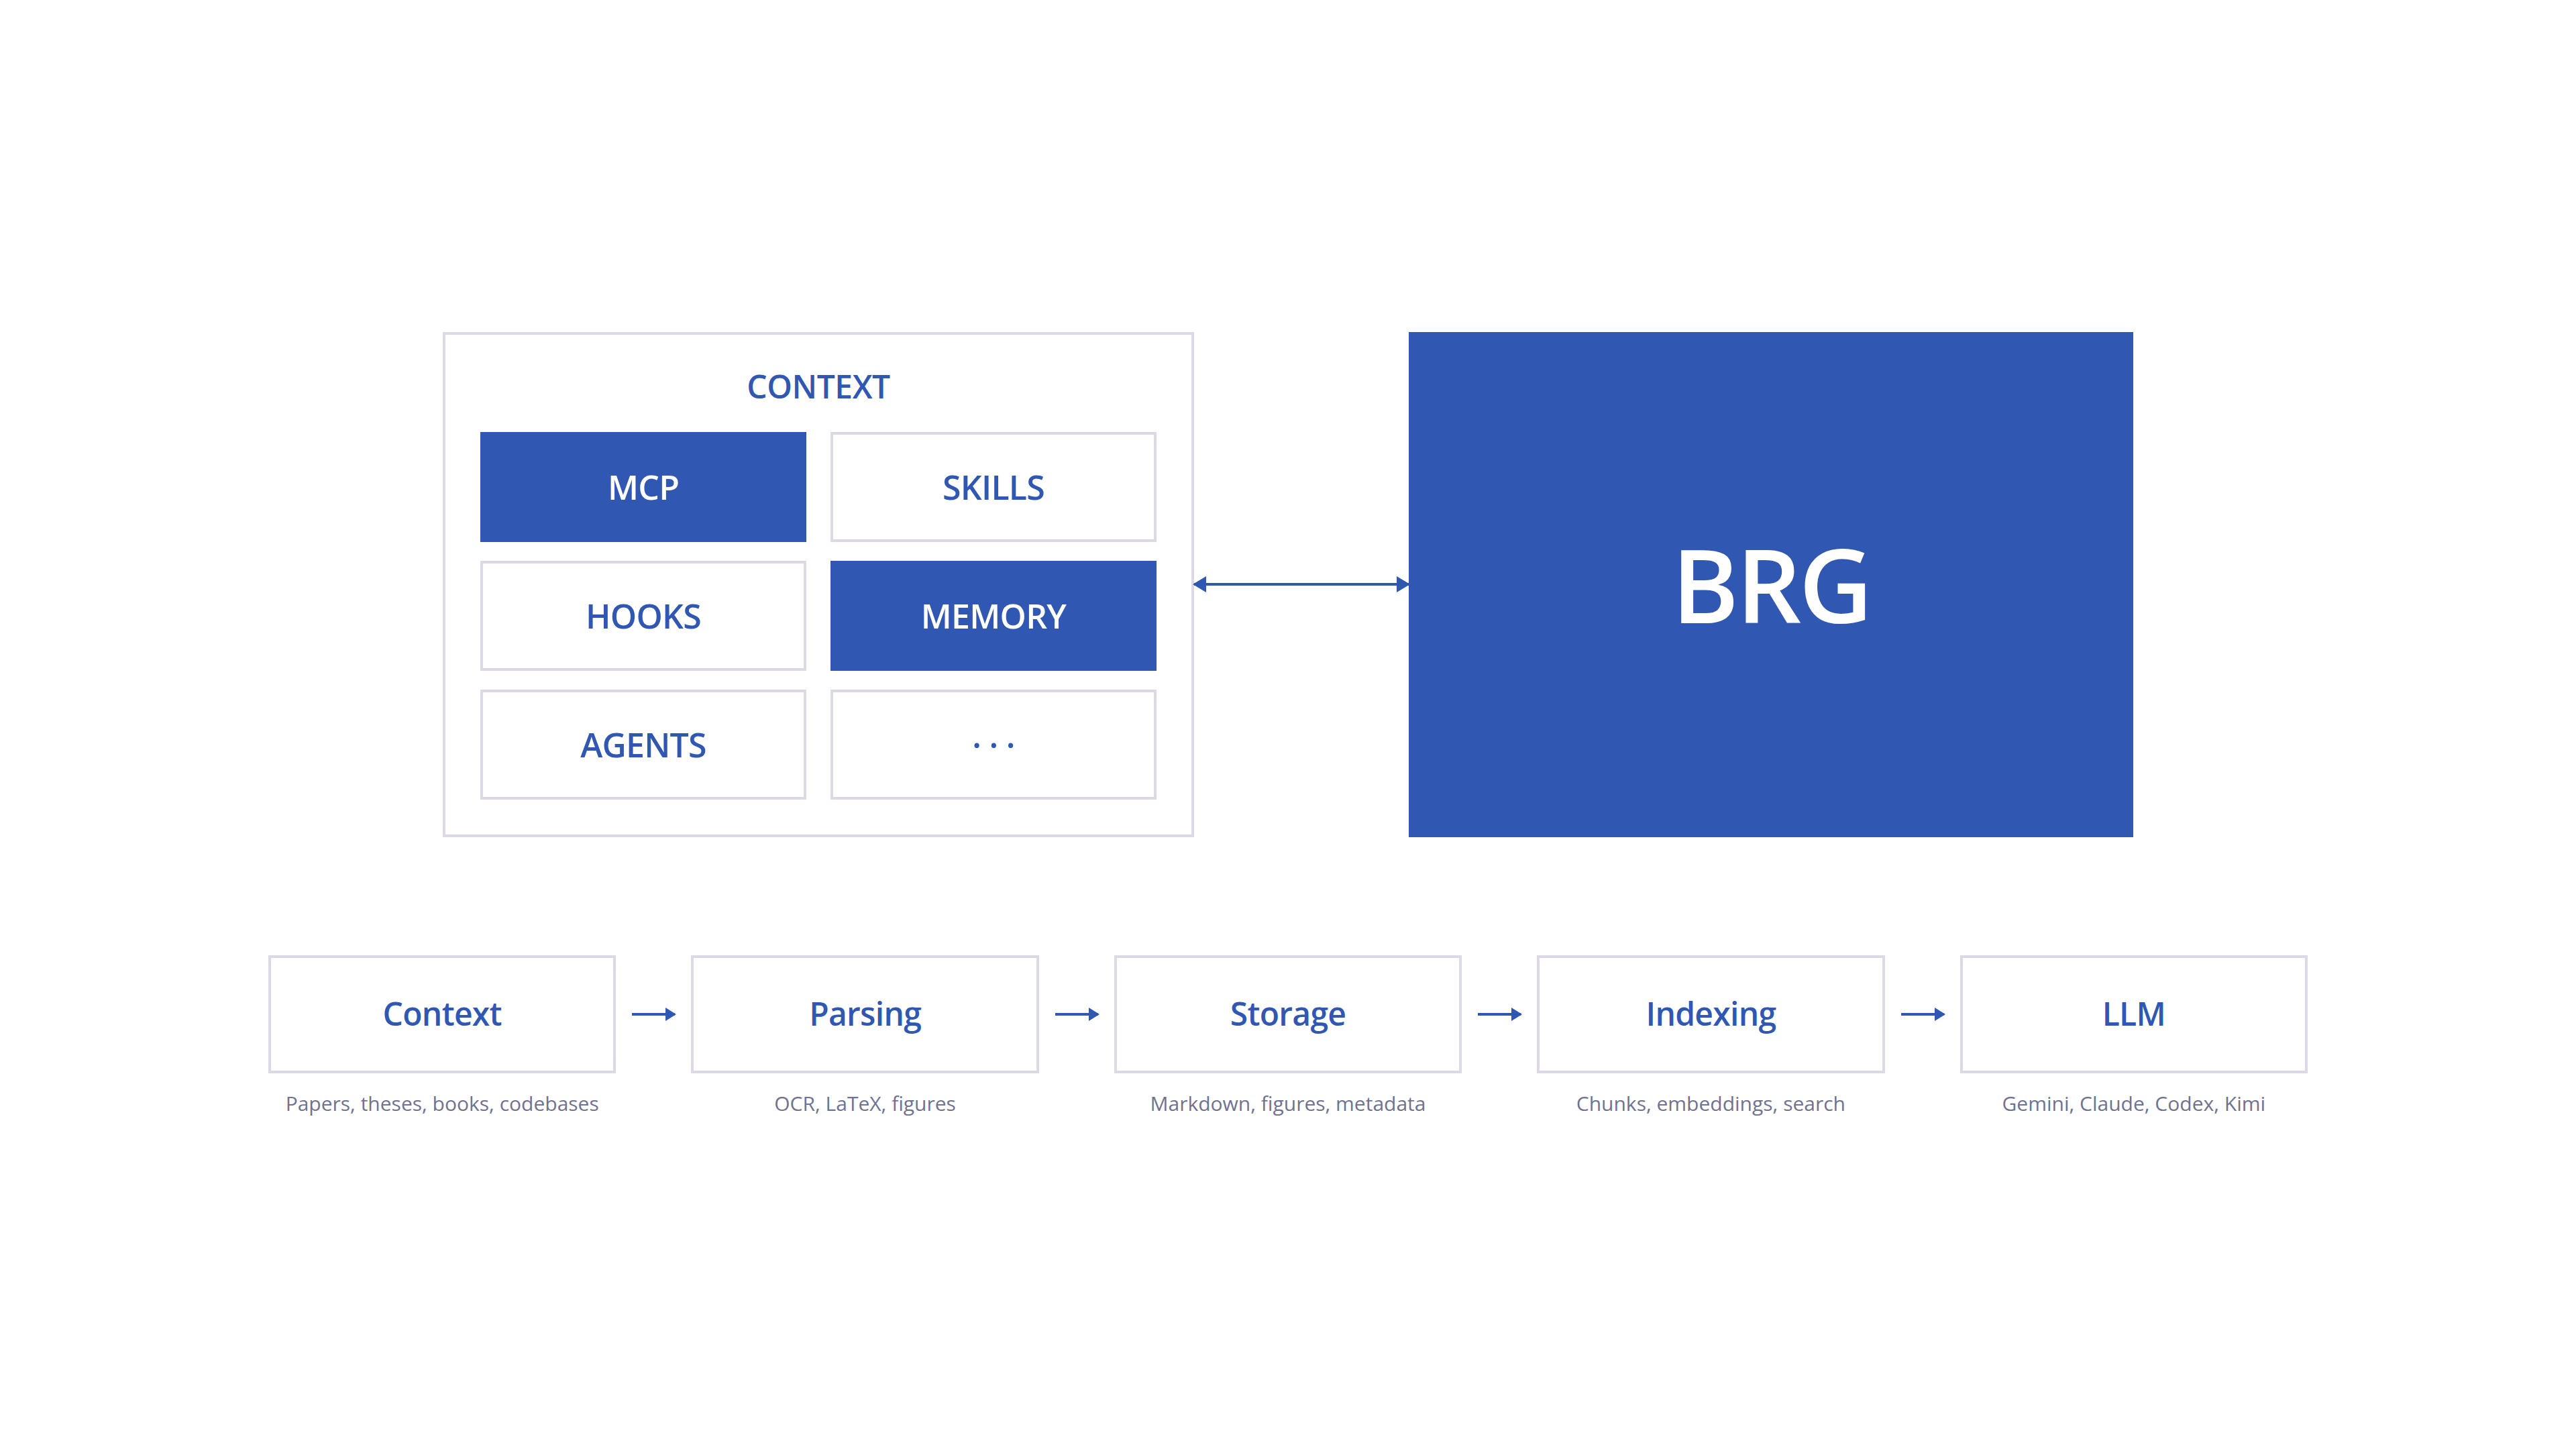 CONTEXT
MCP
SKILLS
HOOKS
MEMORY
AGENTS
...
BRG
Context
Parsing
Storage
Indexing
LLM
Papers, theses, books, codebases
OCR, LaTeX, figures
Markdown, figures, metadata
Chunks, embeddings, search
Gemini, Claude, Codex, Kimi